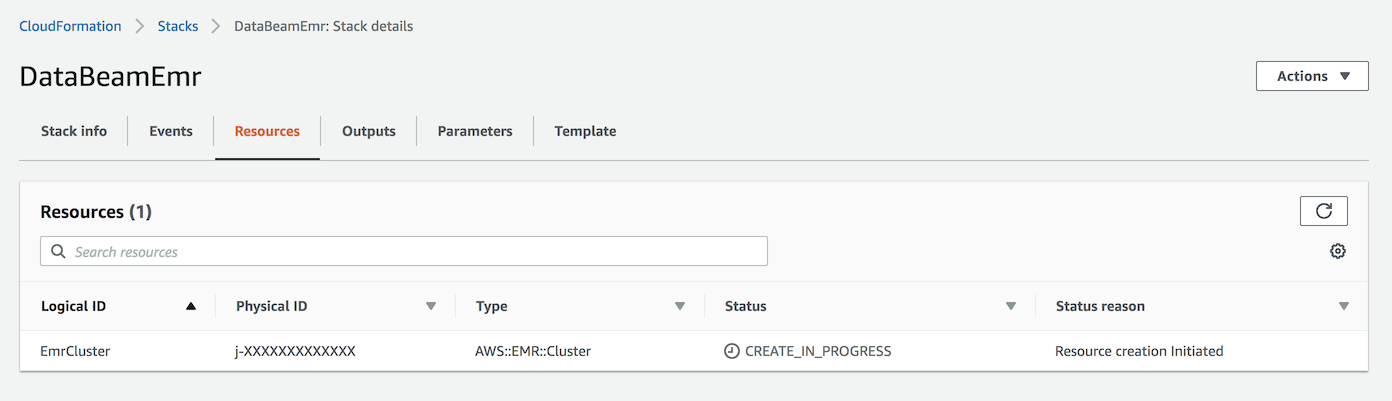 CloudFormation > Stacks > DataBeamEmr: Stack details
DataBeamEmr
Actions
Stack info Events Resources Outputs Parameters Template
Resources (1)
Search resources
Logical ID Physical ID Type Status Status reason
EmrCluster j-XXXXXXXXXXXXX AWS::EMR::Cluster CREATE_IN_PROGRESS Resource creation Initiated